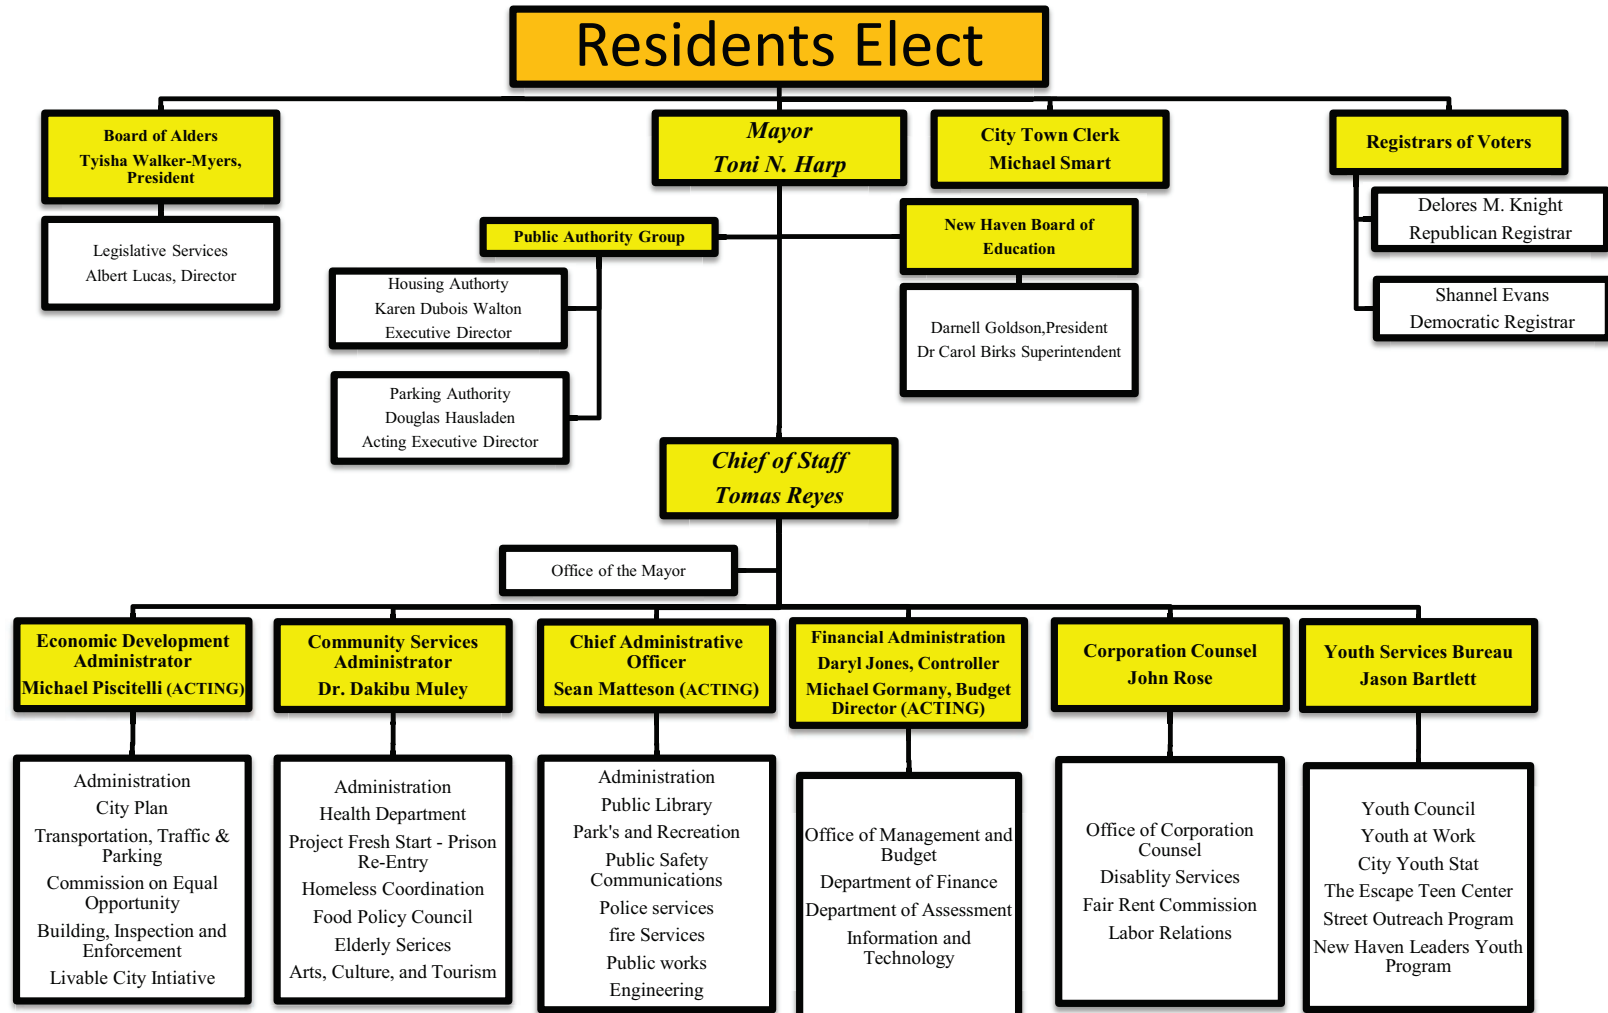 Residents Elect
Board of Alders
Tyisha Walker-Myers,
President
Mayor
Toni N. Harp
City Town Clerk
Michael Smart
Registrars of Voters
Legislative Services
Albert Lucas, Director
Public Authority Group
New Haven Board of
Education
Delores M. Knight
Republican Registrar
Housing Authorty
Karen Dubois Walton
Executive Director
Darnell Goldson,President
Dr Carol Birks Superintendent
Shannel Evans
Democratic Registrar
Parking Authority
Douglas Hausladen
Acting Executive Director
Chief of Staff
Tomas Reyes
Office of the Mayor
Economic Development
Administrator
Michael Piscitelli (ACTING)
Community Services
Administrator
Dr. Dakibu Muley
Chief Administrative
Officer
Sean Matteson (ACTING)
Financial Administration
Daryl Jones, Controller
Michael Gormany, Budget
Director (ACTING)
Corporation Counsel
John Rose
Youth Services Bureau
Jason Bartlett
Administration
City Plan
Transportation, Traffic &
Parking
Commission on Equal
Opportunity
Building, Inspection and
Enforcement
Livable City Intiative
Administration
Health Department
Project Fresh Start - Prison
Re-Entry
Homeless Coordination
Food Policy Council
Elderly Serices
Arts, Culture, and Tourism
Administration
Public Library
Park's and Recreation
Public Safety
Communications
Police services
fire Services
Public works
Engineering
Office of Management and
Budget
Department of Finance
Department of Assessment
Information and
Technology
Office of Corporation
Counsel
Disablity Services
Fair Rent Commission
Labor Relations
Youth Council
Youth at Work
City Youth Stat
The Escape Teen Center
Street Outreach Program
New Haven Leaders Youth
Program